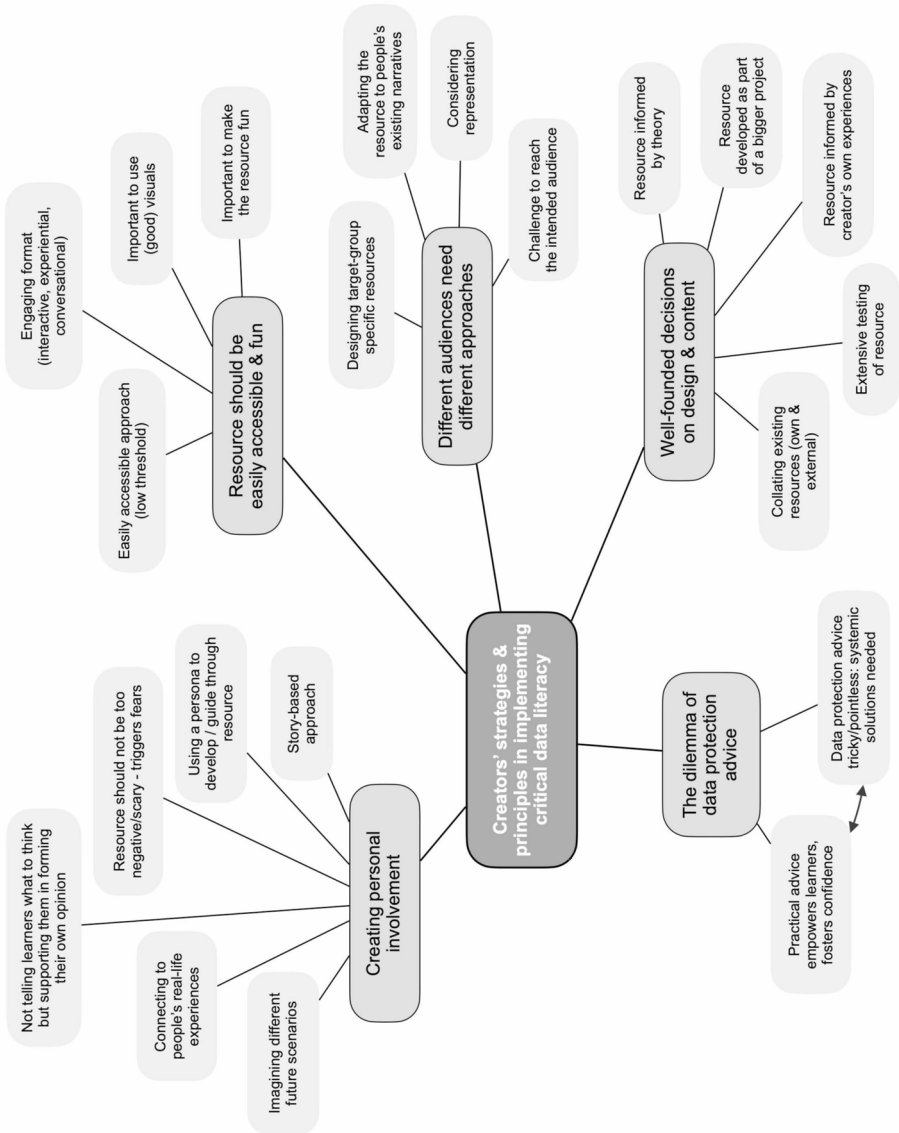 Not telling learners what to think
but supporting them in forming
their own opinion
Resource should not be too
negative/scary - triggers fears
Connecting to
people's real-life
experiences
Using a persona to
develop / guide through
resource
Imagining different
future scenarios
Story-based
approach
Creating personal
involvement
Engaging format
(interactive, experiential,
conversational)
Easily accessible approach
(low threshold)
Important to use
(good) visuals
Important to make
the resource fun
Resource should be
easily accessible & fun
Designing target-group
specific resources
Adapting the
resource to people's
existing narratives
Considering
representation
Challenge to reach
the intended audience
Different audiences need
different approaches
Creators' strategies &
principles in implementing
critical data literacy
Resource informed
by theory
Resource
developed as part
of a bigger project
Resource informed by
creator's own experiences
Extensive testing
of resource
Collating existing
resources (own &
external)
Well-founded decisions
on design & content
The dilemma of
data protection
advice
Practical advice
empowers learners,
fosters confidence
Data protection advice
tricky/pointless: systemic
solutions needed